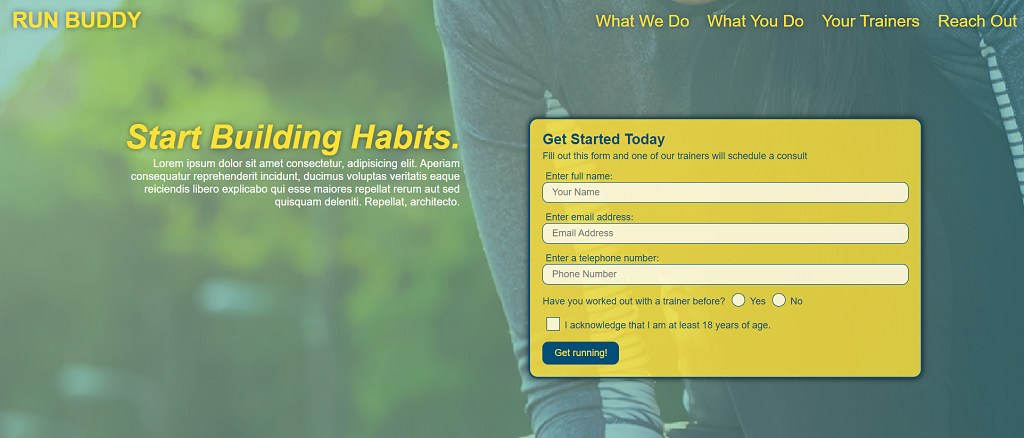 RUN BUDDY
What We Do What You Do Your Trainers Reach Out
Start Building Habits.
Lorem ipsum dolor sit amet consectetur, adipisicing elit. Aperiam
consequatur reprehenderit incidunt, ducimus voluptas veritatis eaque
reiciendis libero explicabo qui esse maiores repellat rerum aut sed
quisquam deleniti. Repellat, architecto.
Get Started Today
Fill out this form and one of our trainers will schedule a consult
Enter full name:
Your Name
Enter email address:
Email Address
Enter a telephone number:
Phone Number
Have you worked out with a trainer before? Yes No
I acknowledge that I am at least 18 years of age.
Get running!